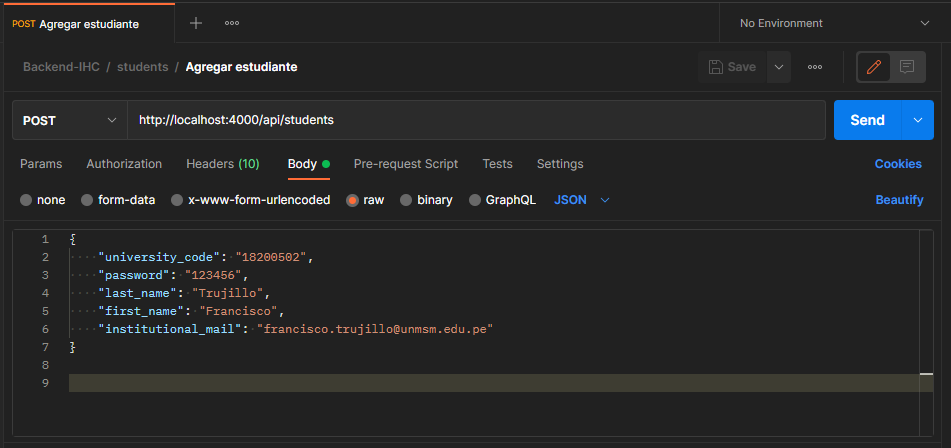 POST Agregar estudiante
No Environment
Backend-IHC / students / Agregar estudiante
Save
POST http://localhost:4000/api/students Send
Params Authorization Headers (10) Body Pre-request Script Tests Settings Cookies
none form-data x-www-form-urlencoded raw binary GraphQL JSON Beautify
1 {
2 "university_code": "18200502",
3 "password": "123456",
4 "last_name": "Trujillo",
5 "first_name": "Francisco",
6 "institutional_mail": "francisco.trujillo@unmsm.edu.pe"
7 }
8
9